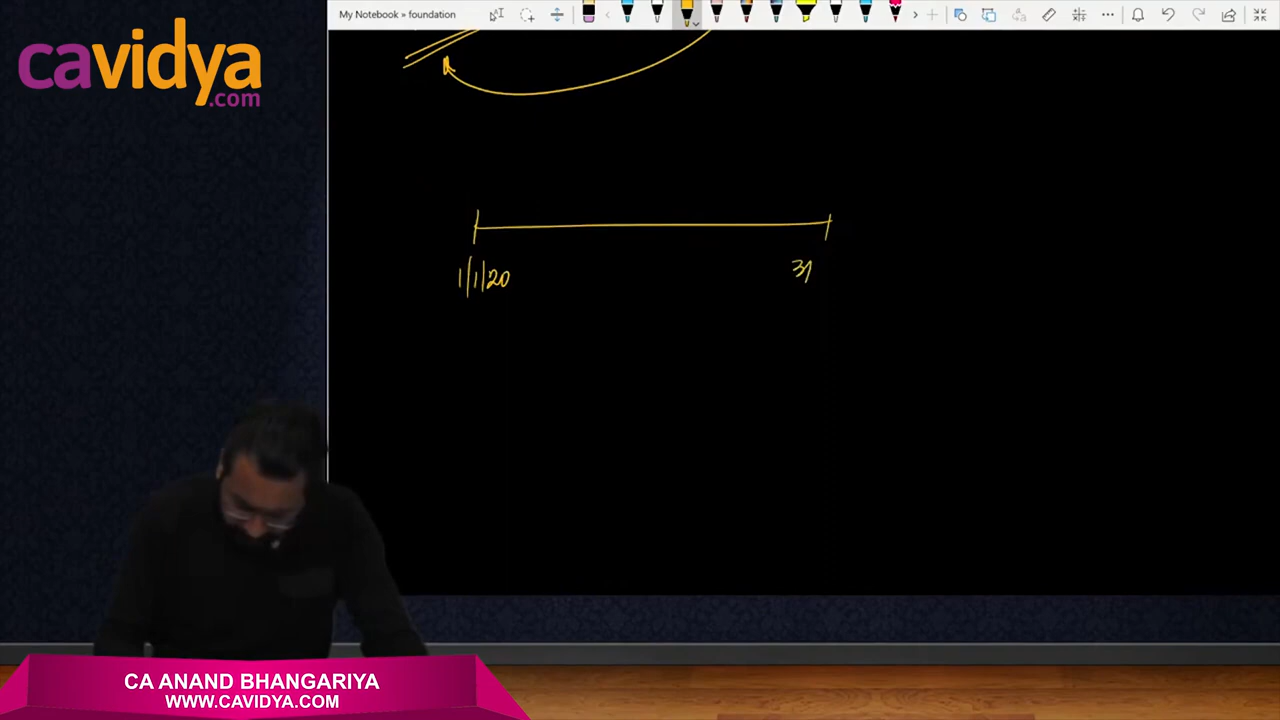 cavidya
.com
My Notebook » foundation
1/1/20
31
CA ANAND BHANGARIYA
WWW.CAVIDYA.COM